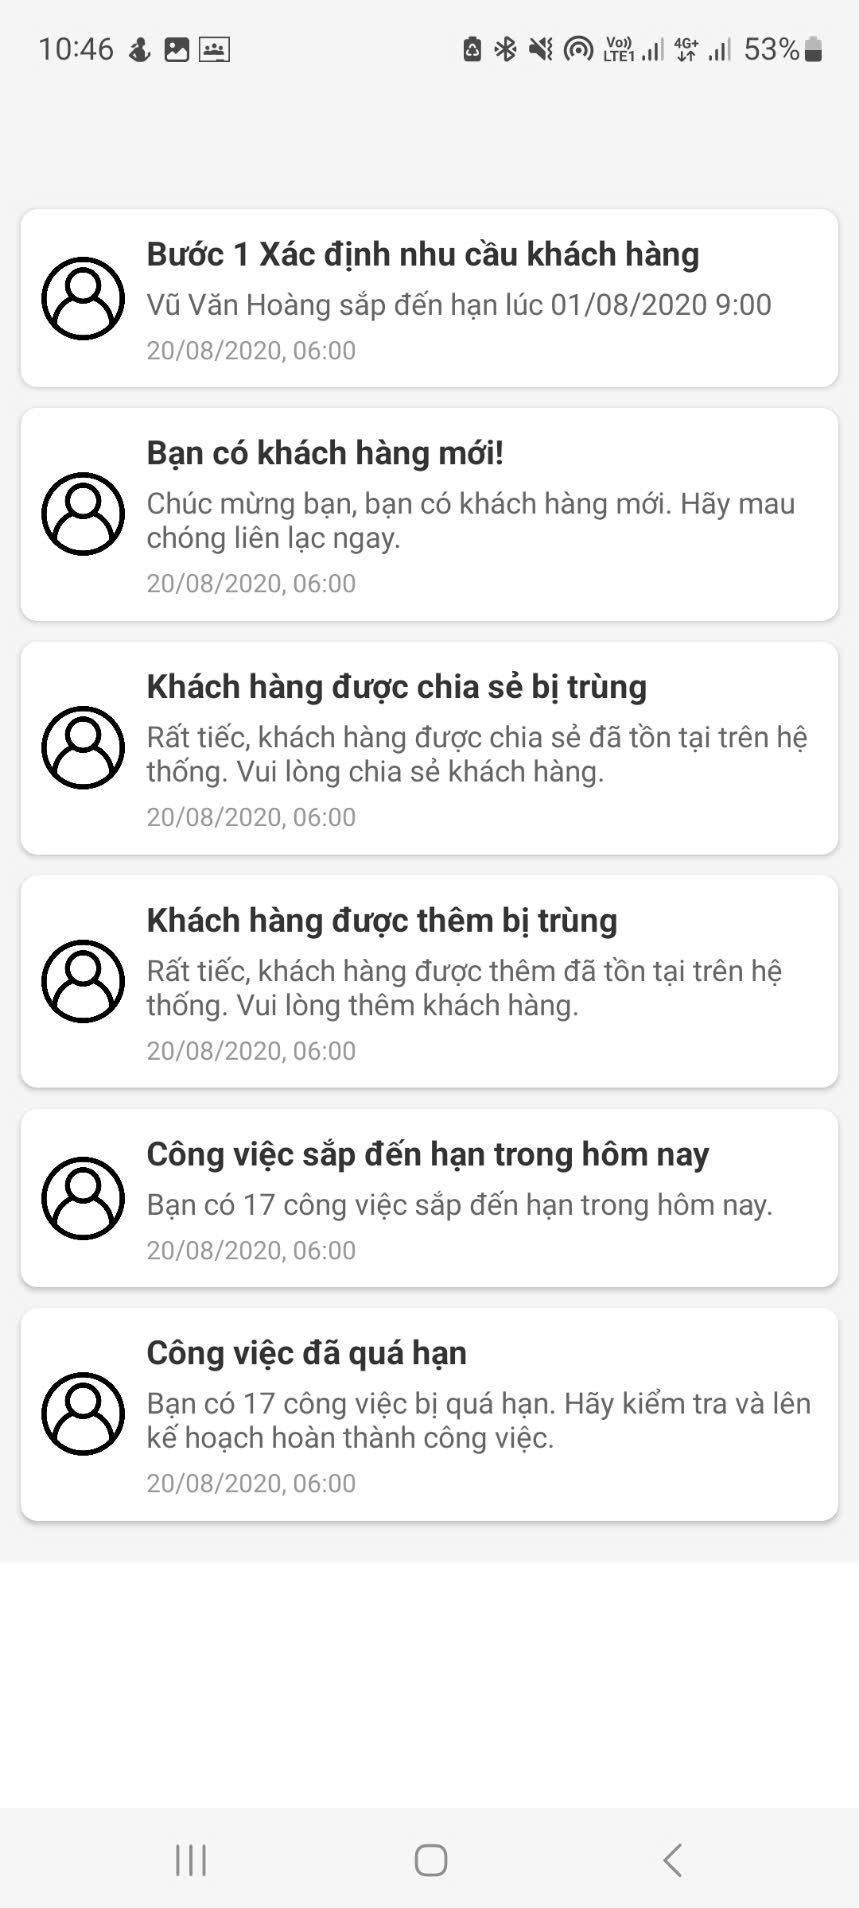 10:46
Vo)) LTE1 4G+ 53%
Bước 1 Xác định nhu cầu khách hàng
Vũ Văn Hoàng sắp đến hạn lúc 01/08/2020 9:00
20/08/2020, 06:00
Bạn có khách hàng mới!
Chúc mừng bạn, bạn có khách hàng mới. Hãy mau
chóng liên lạc ngay.
20/08/2020, 06:00
Khách hàng được chia sẻ bị trùng
Rất tiếc, khách hàng được chia sẻ đã tồn tại trên hệ
thống. Vui lòng chia sẻ khách hàng.
20/08/2020, 06:00
Khách hàng được thêm bị trùng
Rất tiếc, khách hàng được thêm đã tồn tại trên hệ
thống. Vui lòng thêm khách hàng.
20/08/2020, 06:00
Công việc sắp đến hạn trong hôm nay
Bạn có 17 công việc sắp đến hạn trong hôm nay.
20/08/2020, 06:00
Công việc đã quá hạn
Bạn có 17 công việc bị quá hạn. Hãy kiểm tra và lên
kế hoạch hoàn thành công việc.
20/08/2020, 06:00